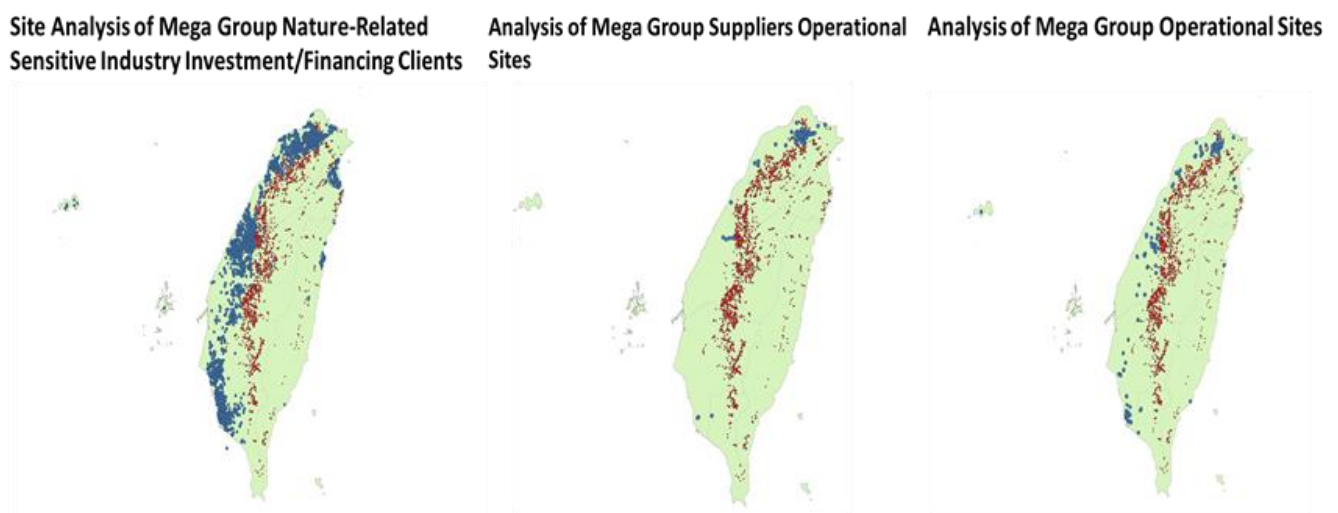 Site Analysis of Mega Group Nature-Related
Sensitive Industry Investment/Financing Clients
Analysis of Mega Group Suppliers Operational
Sites
Analysis of Mega Group Operational Sites